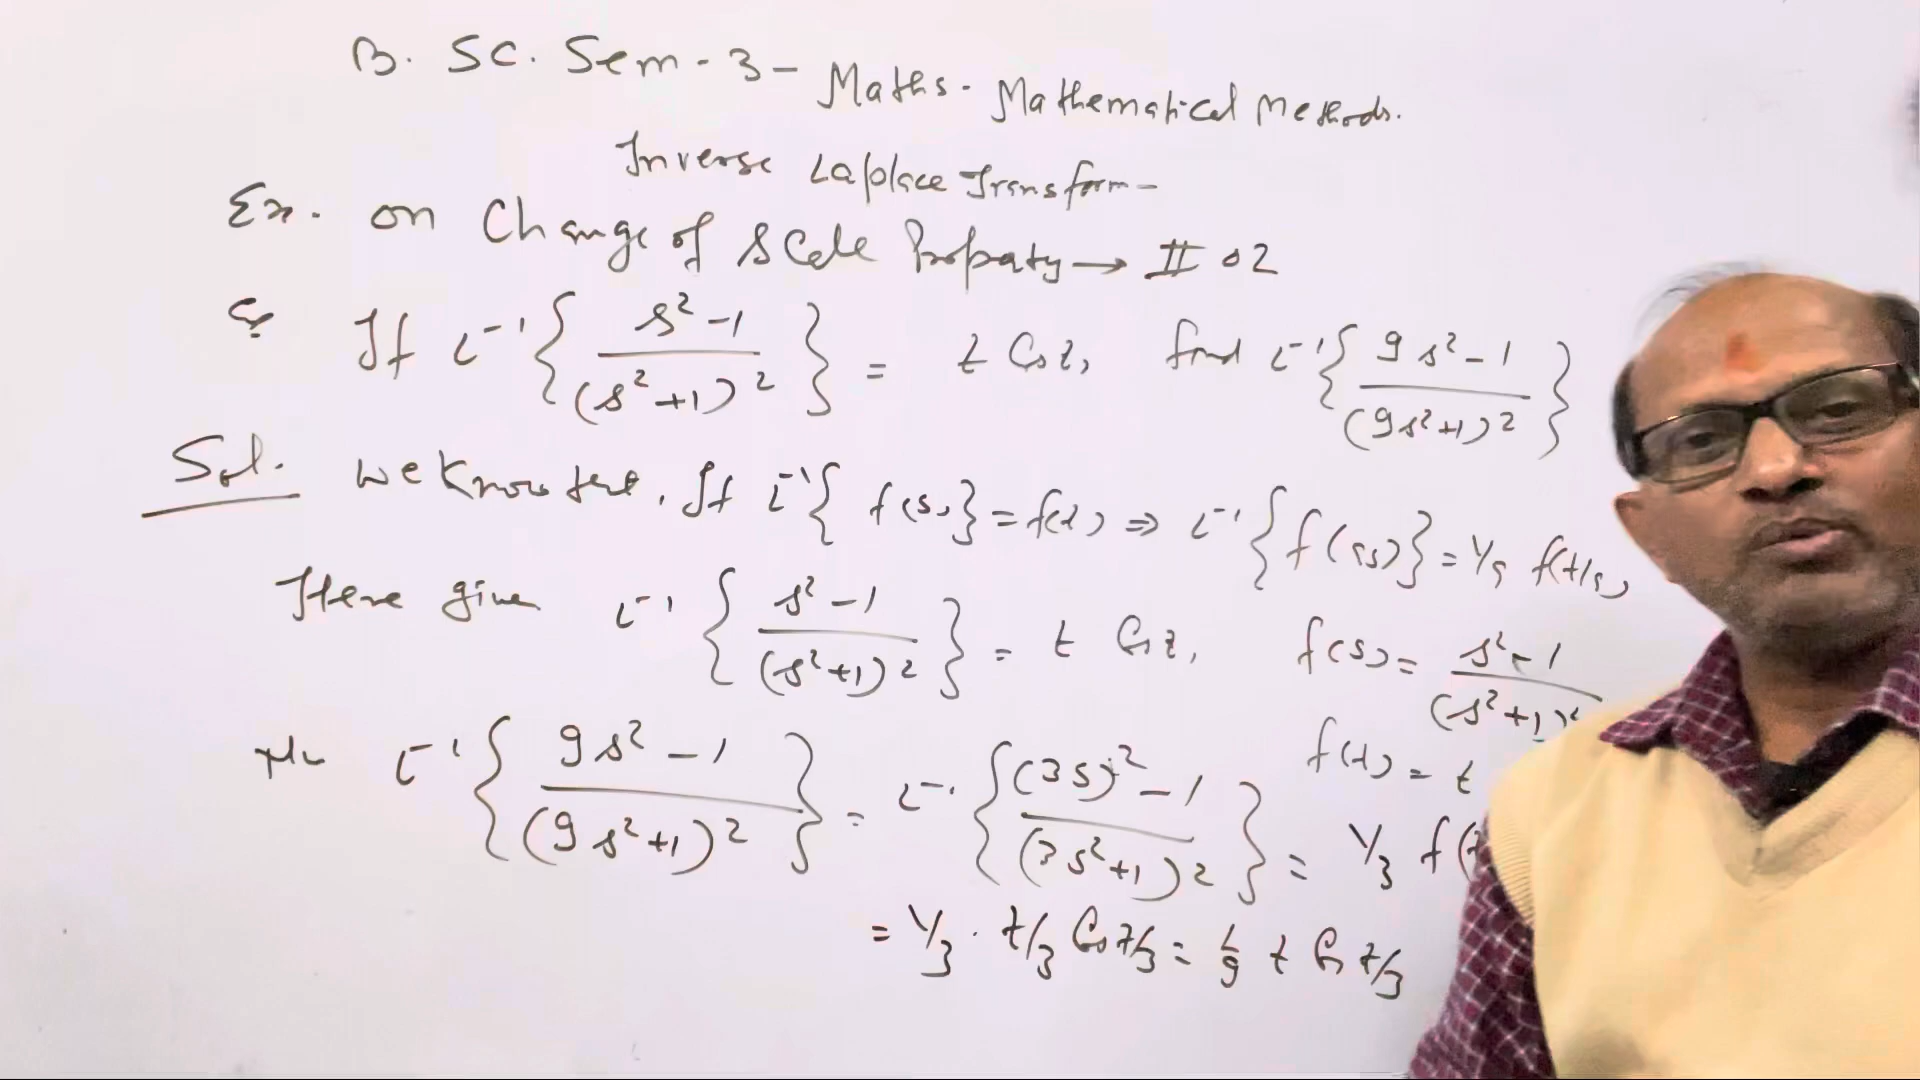 B. SC. Sem - 3 - Maths - Mathematical Methods.
Inverse Laplace Transform -
Ex. on Change of Scale Property → II 02
If L⁻¹{ (s²-1)/(s²+1)² } = t Cos t, find L⁻¹{ (9s²-1)/(9s²+1)² }
Sol. We Know that, If L⁻¹{ f(s) } = f(t) ⇒ L⁻¹{ f(as) } = 1/a f(t/a)
Here given L⁻¹{ (s²-1)/(s²+1)² } = t Cos t, f(s) = (s²-1)/(s²+1)²
f(t) = t
L⁻¹{ (9s²-1)/(9s²+1)² } = L⁻¹{ ((3s)²-1)/(3s²+1)² } = 1/3 f(
= 1/3 · t/3 Cos t/3 = 1/9 t Cos t/3